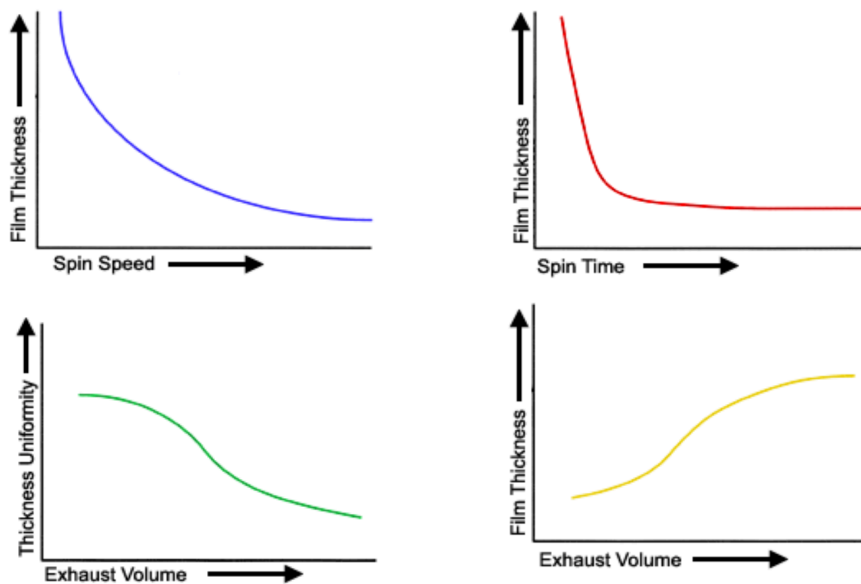 Film Thickness
Spin Speed
Film Thickness
Spin Time
Thickness Uniformity
Exhaust Volume
Film Thickness
Exhaust Volume